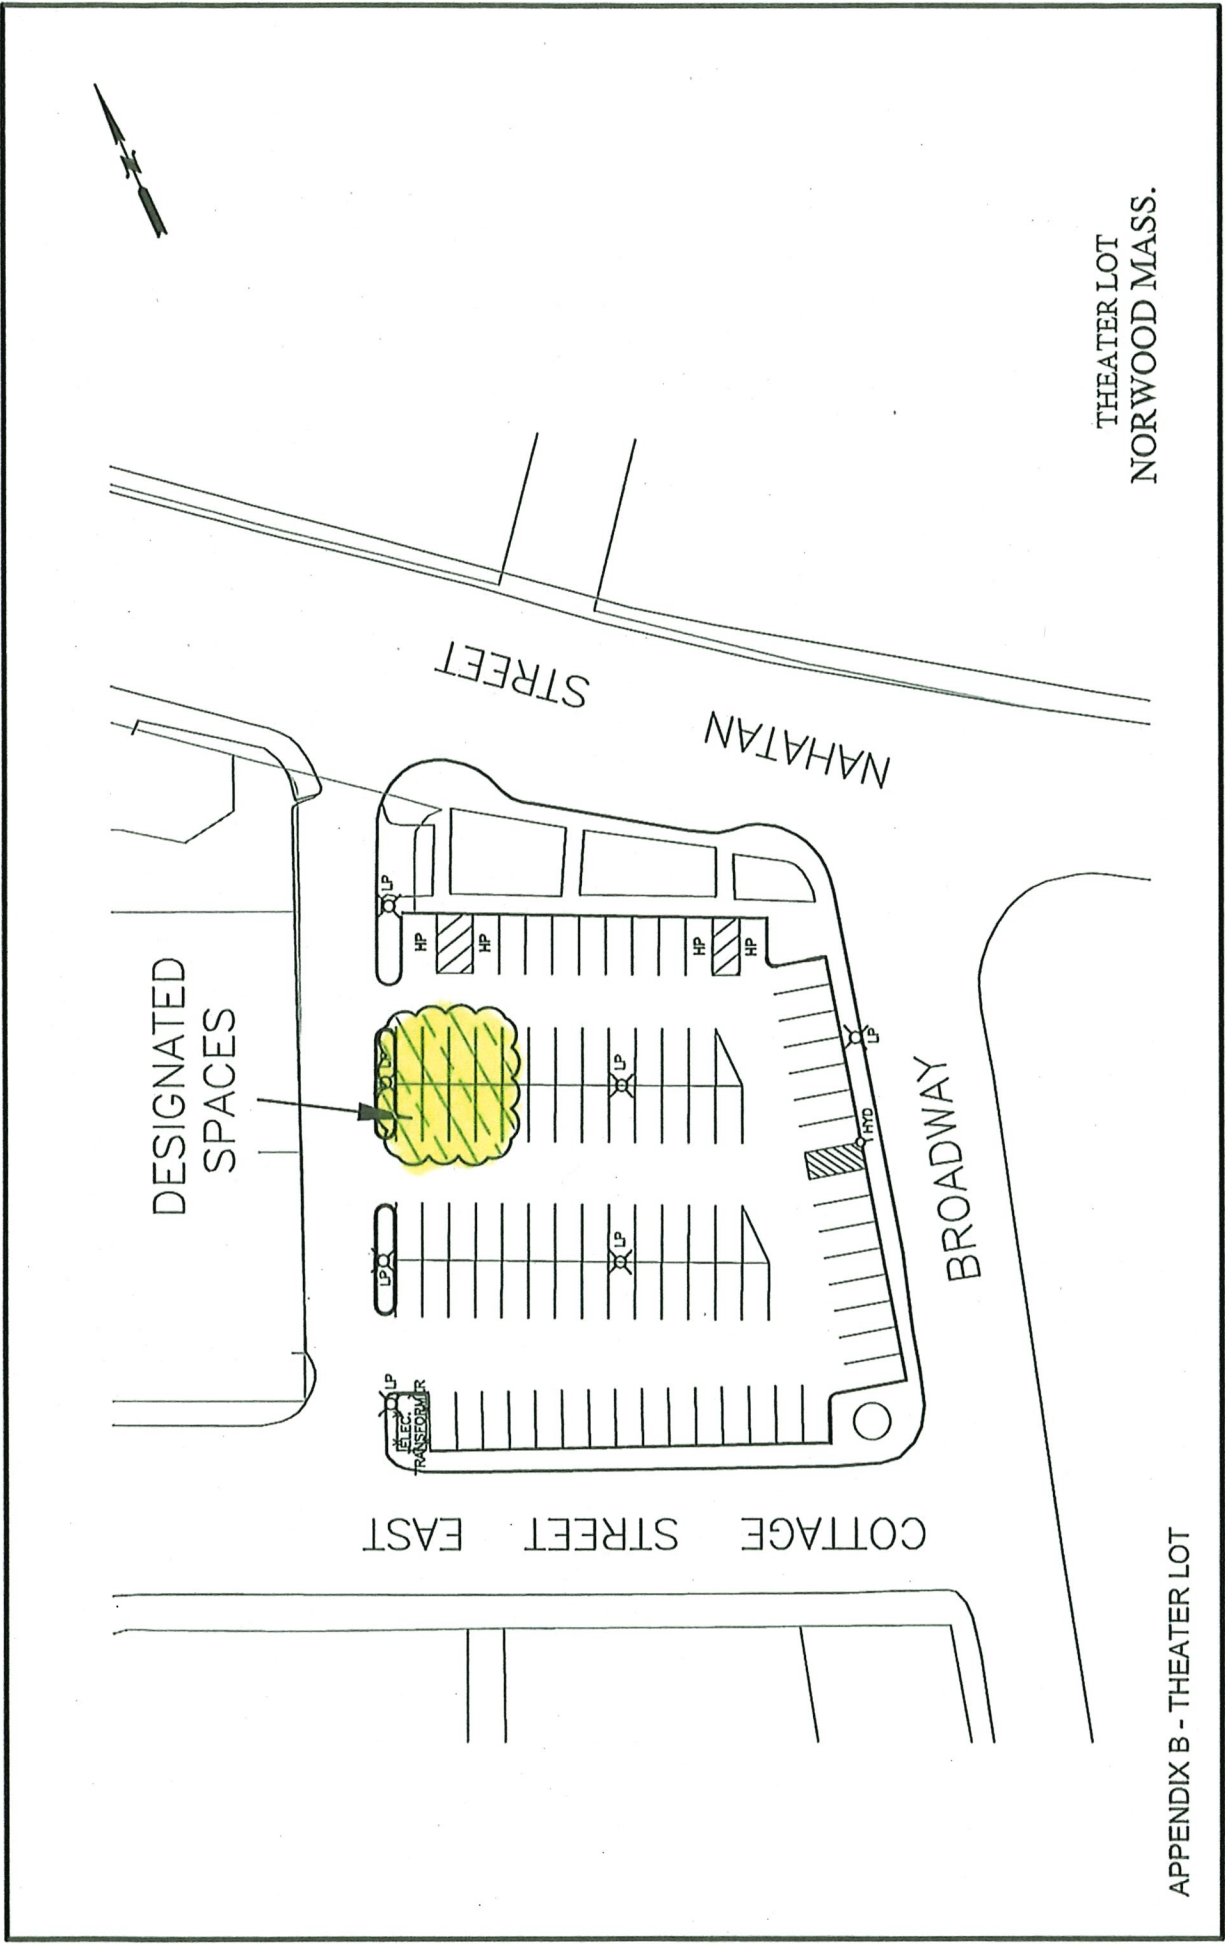 N
THEATER LOT
NORWOOD MASS.
NAHATAN
STREET
DESIGNATED
SPACES
LP
HP
HP
HP
HP
LP
LP
LP
HYD
BROADWAY
LP
LP
LP
ELEC.
TRANSFORMER
COTTAGE
STREET
EAST
APPENDIX B - THEATER LOT